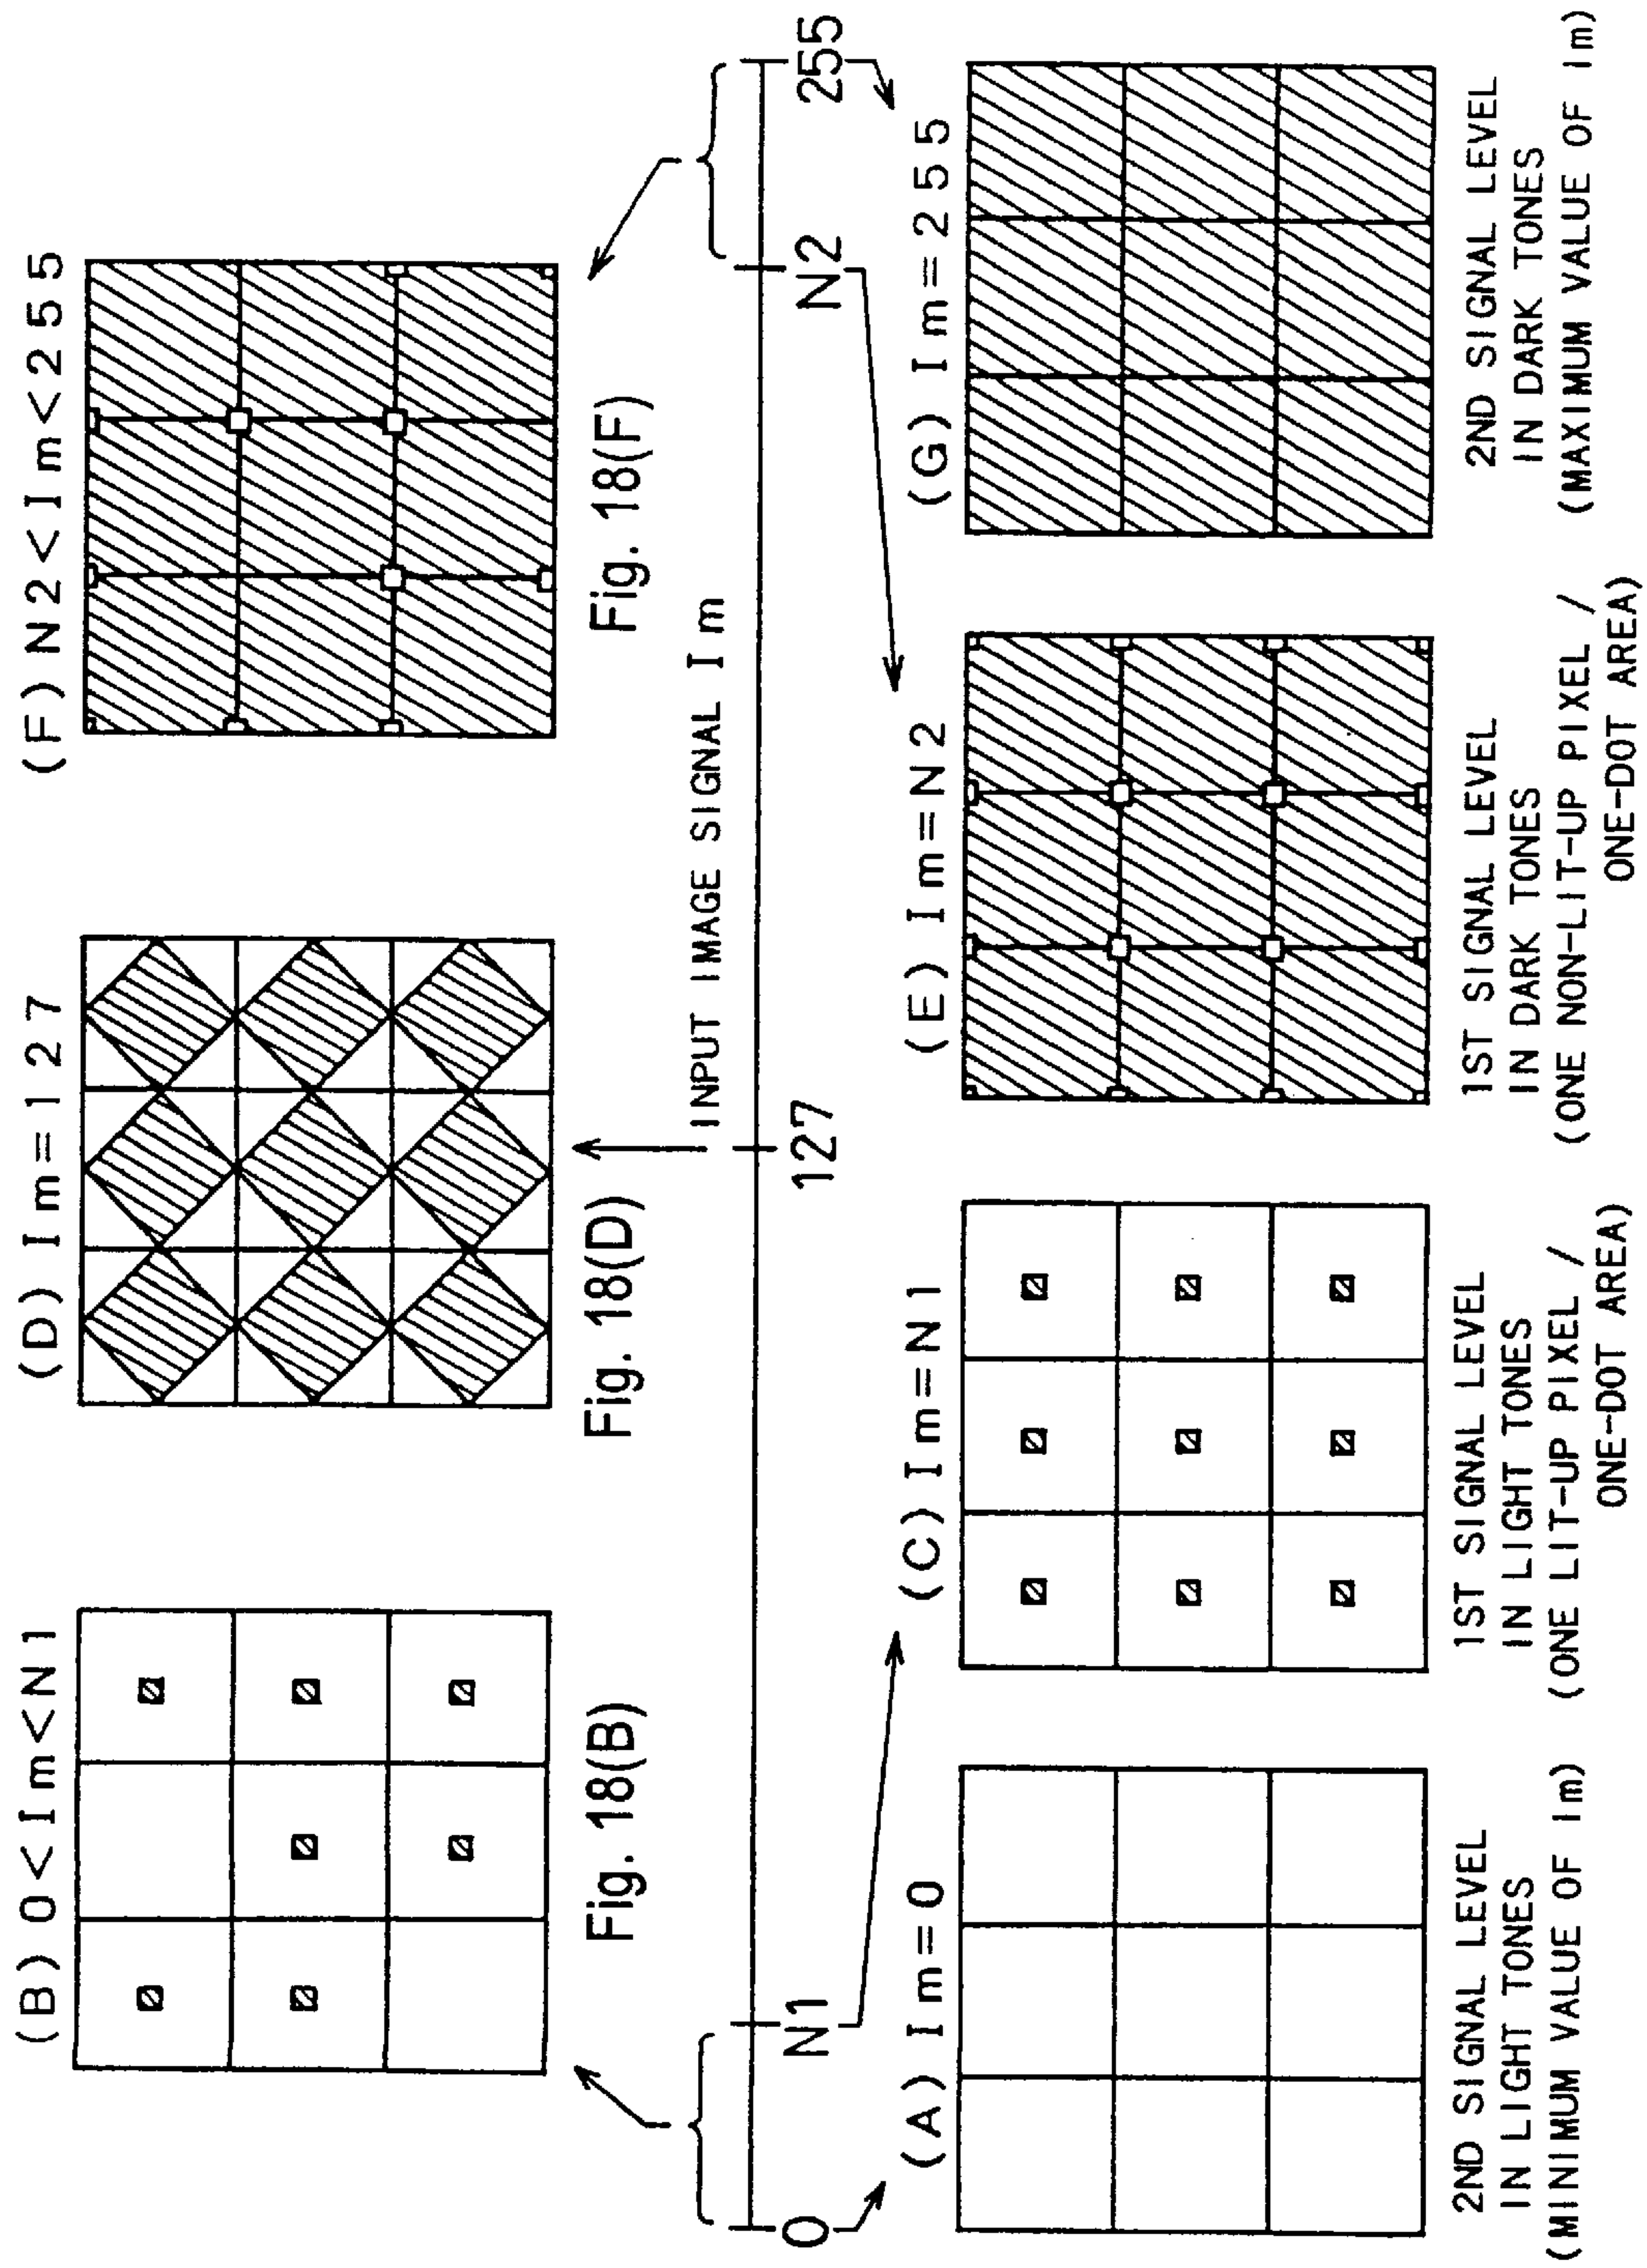 (B) 0<Im<N1
(D) Im=127
(F) N2<Im<255
Fig. 18(B)
Fig. 18(D)
Fig. 18(F)
INPUT IMAGE SIGNAL Im
0
N1
127
N2
255
(A) Im=0
(C) Im=N1
(E) Im=N2
(G) Im=255
2ND SIGNAL LEVEL
IN LIGHT TONES
(MINIMUM VALUE OF Im)
1ST SIGNAL LEVEL
IN LIGHT TONES
(ONE LIT-UP PIXEL /
ONE-DOT AREA)
1ST SIGNAL LEVEL
IN DARK TONES
(ONE NON-LIT-UP PIXEL /
ONE-DOT AREA)
2ND SIGNAL LEVEL
IN DARK TONES
(MAXIMUM VALUE OF Im)